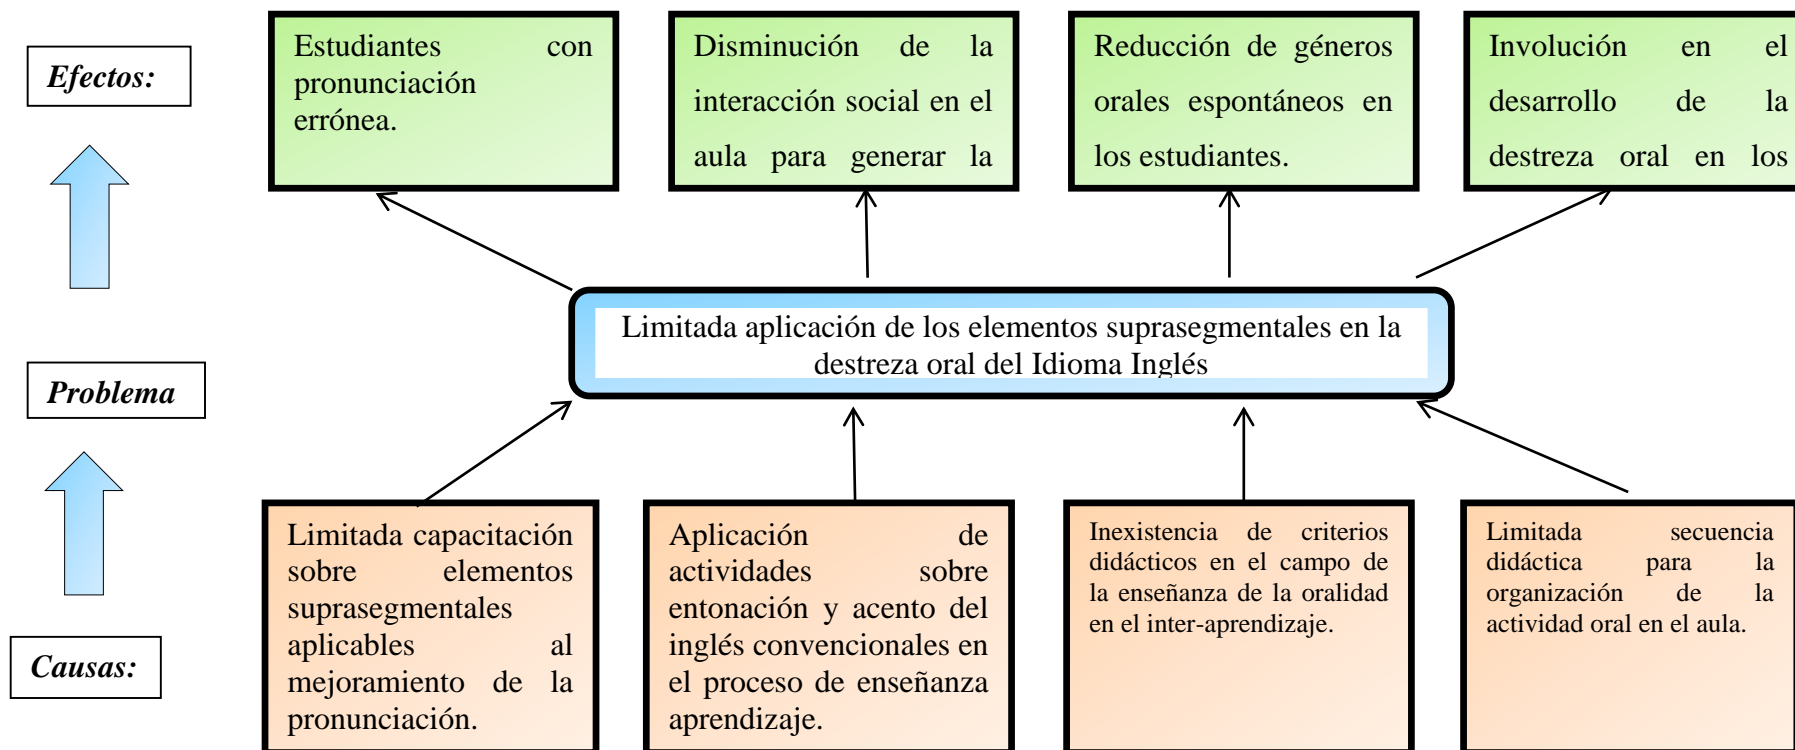 Efectos:
Estudiantes con
pronunciación
errónea.
Disminución de la
interacción social en el
aula para generar la
Reducción de géneros
orales espontáneos en
los estudiantes.
Involución en el
desarrollo de la
destreza oral en los
Problema
Limitada aplicación de los elementos suprasegmentales en la
destreza oral del Idioma Inglés
Causas:
Limitada capacitación
sobre elementos
suprasegmentales
aplicables al
mejoramiento de la
pronunciación.
Aplicación de
actividades sobre
entonación y acento del
inglés convencionales en
el proceso de enseñanza
aprendizaje.
Inexistencia de criterios
didácticos en el campo de
la enseñanza de la oralidad
en el inter-aprendizaje.
Limitada secuencia
didáctica para la
organización de la
actividad oral en el aula.